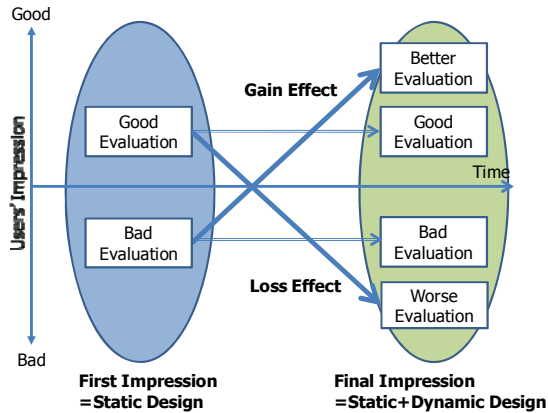 Good
Users' Impression
Bad
Good
Evaluation
Bad
Evaluation
Gain Effect
Loss Effect
Better
Evaluation
Good
Evaluation
Time
Bad
Evaluation
Worse
Evaluation
First Impression
=Static Design
Final Impression
=Static+Dynamic Design